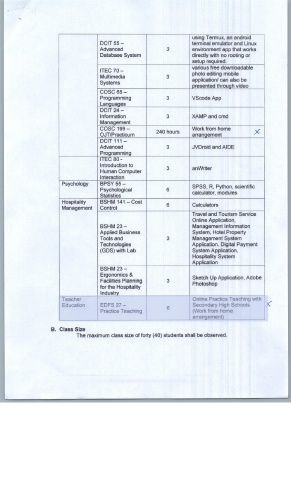 using Termux, an android
terminal emulator and Linux
environment app that works
directly with no rooting or
setup required.
DCIT 55 –
Advanced
Database System
3
various free downloadable
photo editing mobile
application/ can also be
presented through video
ITEC 70 –
Multimedia
Systems
3
COSC 65 –
Programming
Languages
3
VScode App
DCIT 24 –
Information
Management
3
XAMP and cmd
COSC 199 –
OJT/Practicum
240 hours
Work from home
arrangement
DCIT 111 –
Advanced
Programming
3
JVDroid and AIDE
ITEC 80 -
Introduction to
Human Computer
Interaction
3
aniWriter
Psychology
BPSY 55 –
Psychological
Statistics
6
SPSS, R, Python, scientific
calculator, modules
Hospitality
Management
BSHM 141 – Cost
Control
6
Calculators
BSHM 23 –
Applied Business
Tools and
Technologies
(GDS) with Lab
6
Travel and Tourism Service
Online Application,
Management Information
System, Hotel Property
Management System
Application, Digital Payment
System Application,
Hospitality System
Application
BSHM 23 –
Ergonomics &
Facilities Planning
for the Hospitality
Industry
3
Sketch Up Application, Adobe
Photoshop
Teacher
Education
EDFS 27 –
Practice Teaching
6
Online Practice Teaching with
Secondary High Schools
(Work from home
arrangement)
B. Class Size
The maximum class size of forty (40) students shall be observed.